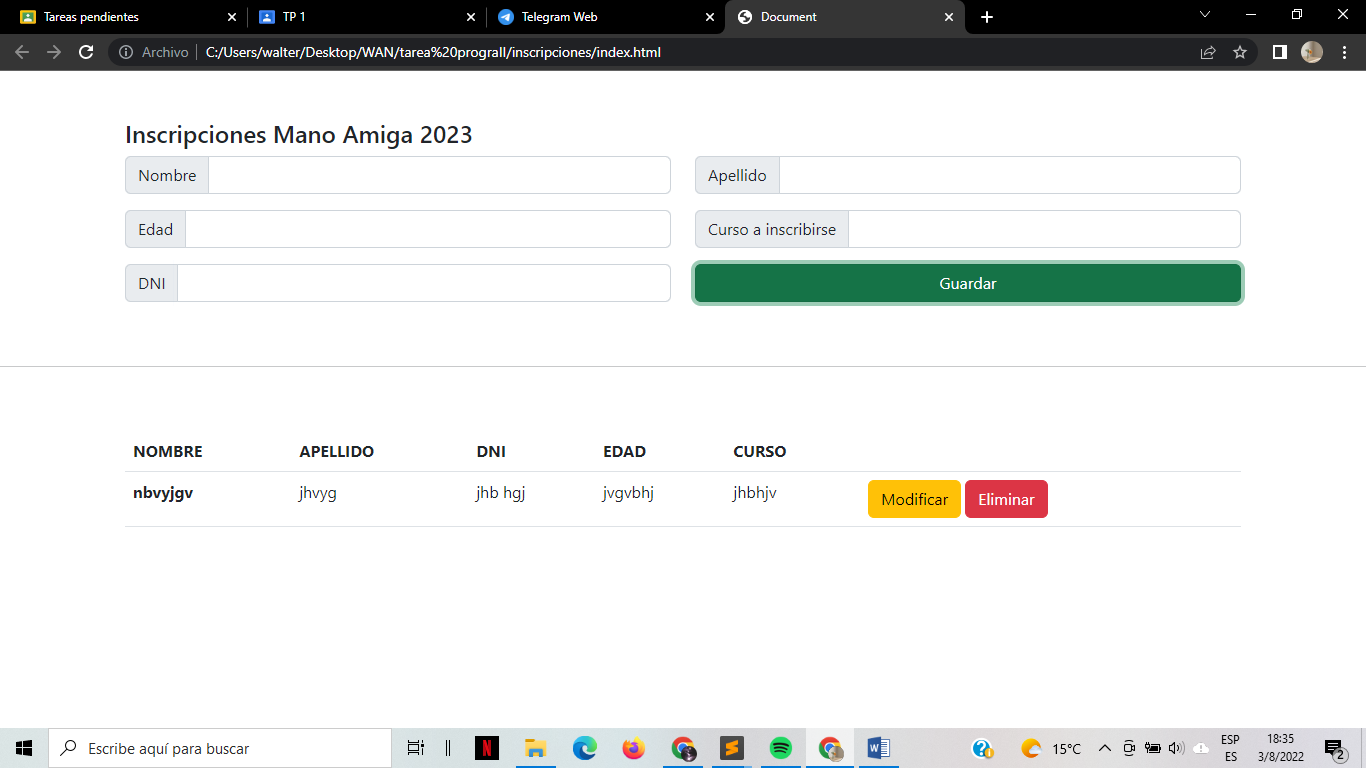 Tareas pendientes
TP 1
Telegram Web
Document
Archivo
C:/Users/walter/Desktop/WAN/tarea%20prograll/inscripciones/index.html
Inscripciones Mano Amiga 2023
Nombre
Apellido
Edad
Curso a inscribirse
DNI
Guardar
NOMBRE APELLIDO DNI EDAD CURSO
nbvyjgv jhvyg jhb hgj jvgvbhj jhbhjv Modificar Eliminar
Escribe aquí para buscar
15°C
ESP
ES
18:35
3/8/2022
2